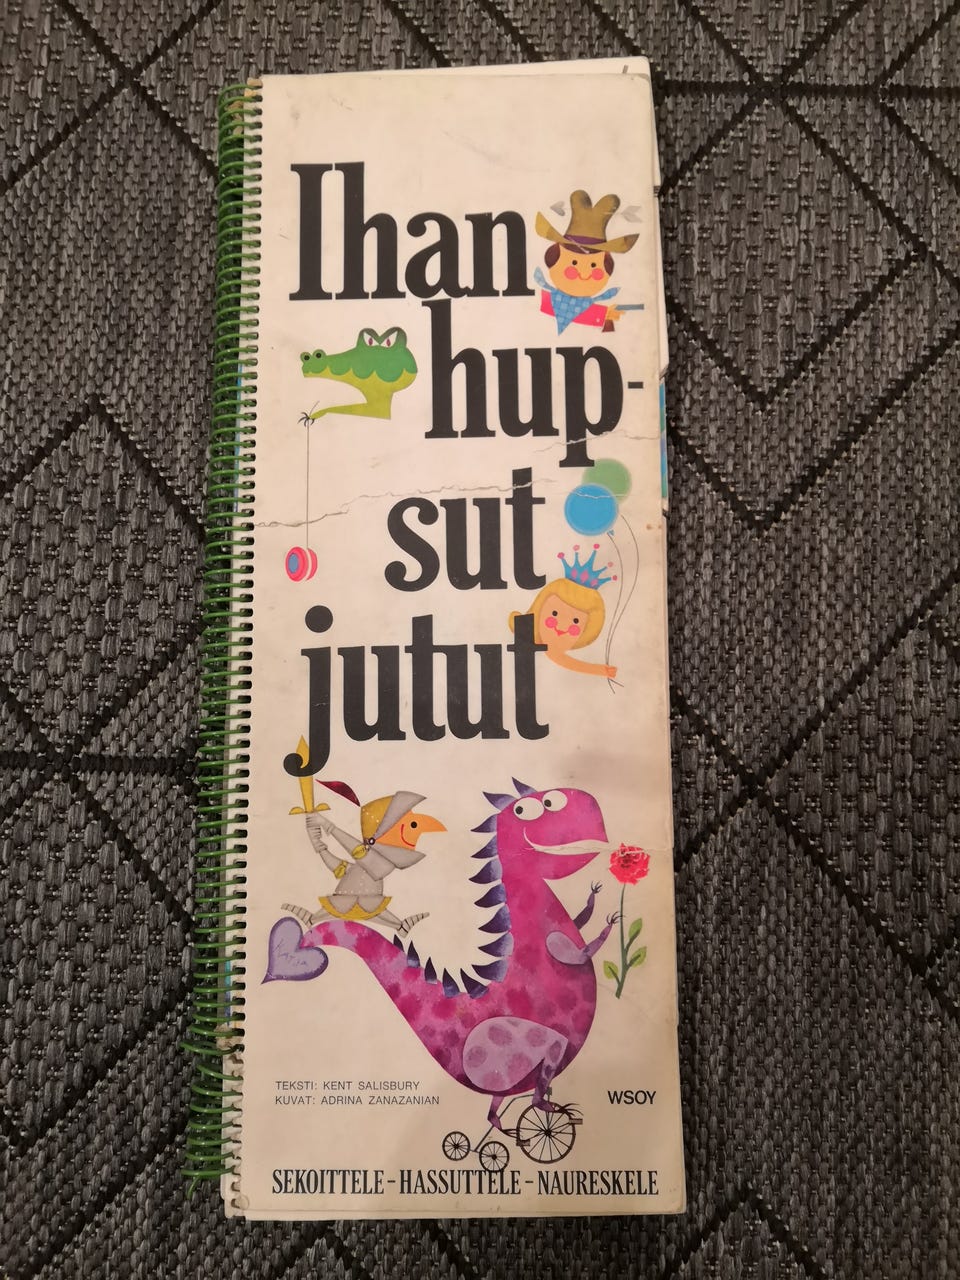 Ihan
hup-
sut
jutut
TEKSTI: KENT SALISBURY
KUVAT: ADRINA ZANAZANIAN
WSOY
SEKOITTELE-HASSUTTELE-NAURESKELE